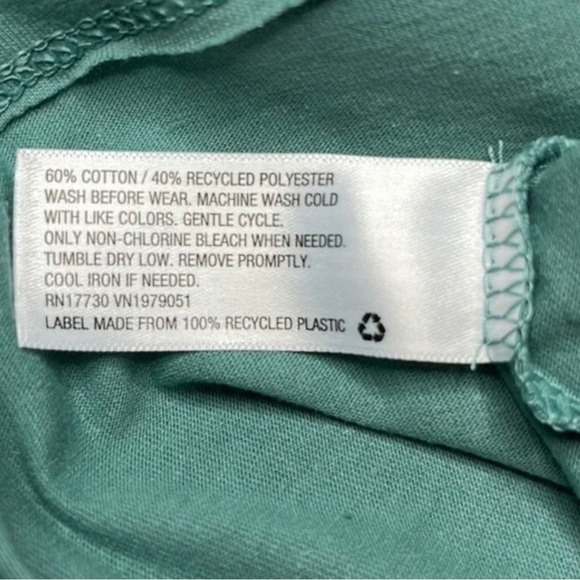 60% COTTON / 40% RECYCLED POLYESTER
WASH BEFORE WEAR. MACHINE WASH COLD
WITH LIKE COLORS. GENTLE CYCLE.
ONLY NON-CHLORINE BLEACH WHEN NEEDED.
TUMBLE DRY LOW. REMOVE PROMPTLY.
COOL IRON IF NEEDED.
RN17730 VN1979051
LABEL MADE FROM 100% RECYCLED PLASTIC